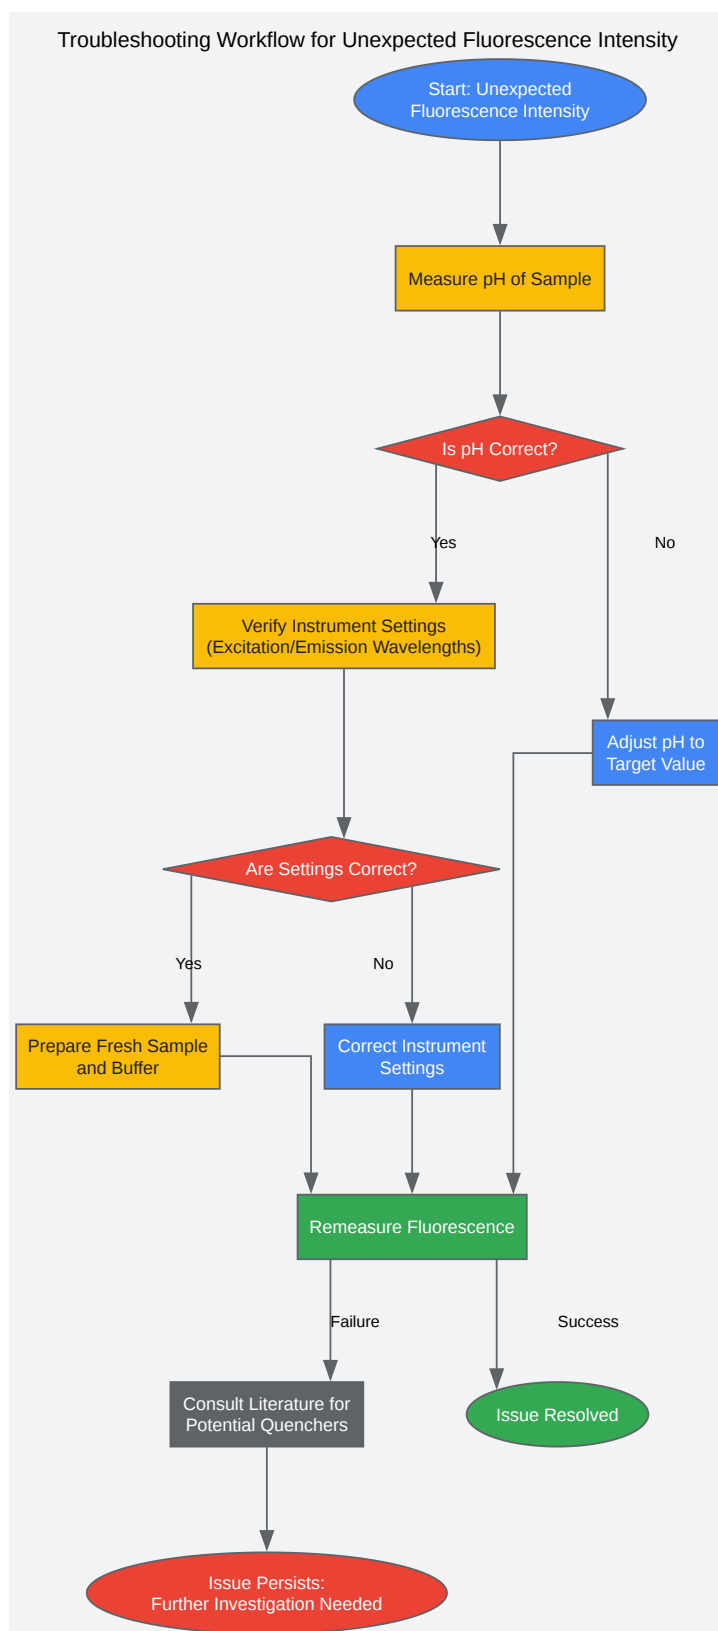 Troubleshooting Workflow for Unexpected Fluorescence Intensity
Start: Unexpected
Fluorescence Intensity
Measure pH of Sample
Is pH Correct?
Yes
No
Verify Instrument Settings
(Excitation/Emission Wavelengths)
Adjust pH to
Target Value
Are Settings Correct?
Yes
No
Prepare Fresh Sample
and Buffer
Correct Instrument
Settings
Remeasure Fluorescence
Failure
Success
Consult Literature for
Potential Quenchers
Issue Resolved
Issue Persists:
Further Investigation Needed